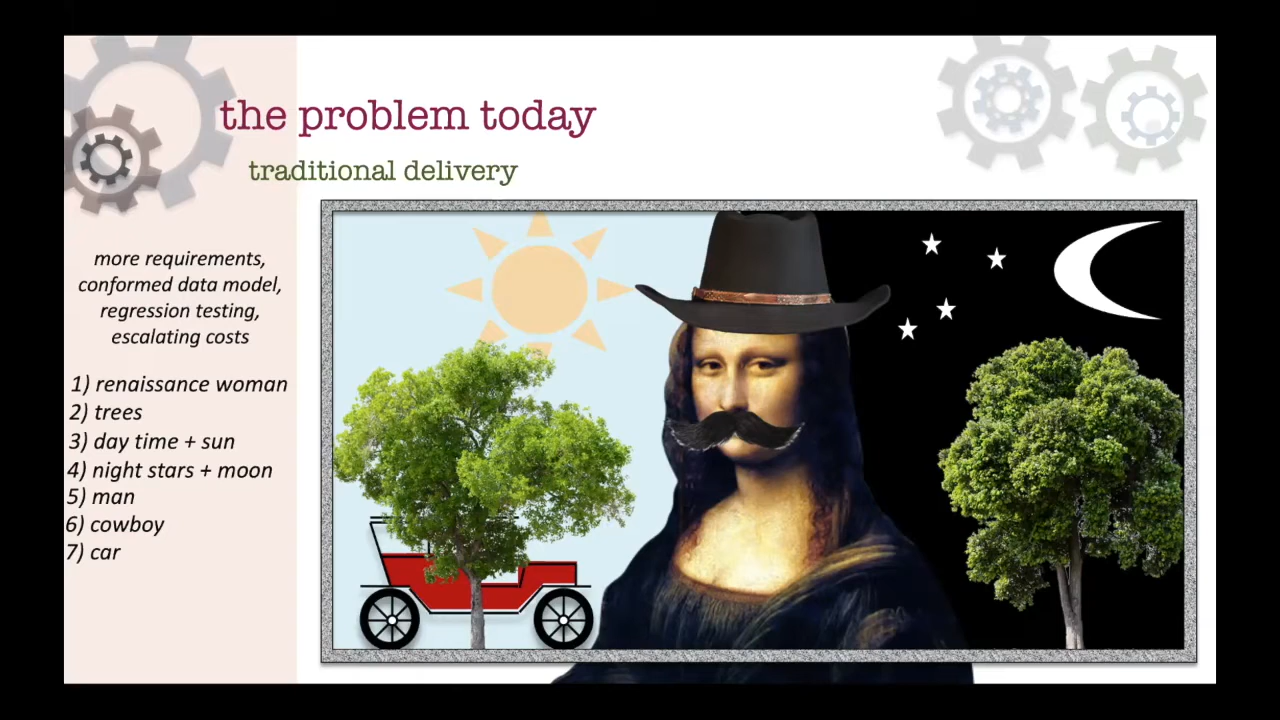 the problem today
traditional delivery
more requirements,
conformed data model,
regression testing,
escalating costs
1) renaissance woman
2) trees
3) day time + sun
4) night stars + moon
5) man
6) cowboy
7) car